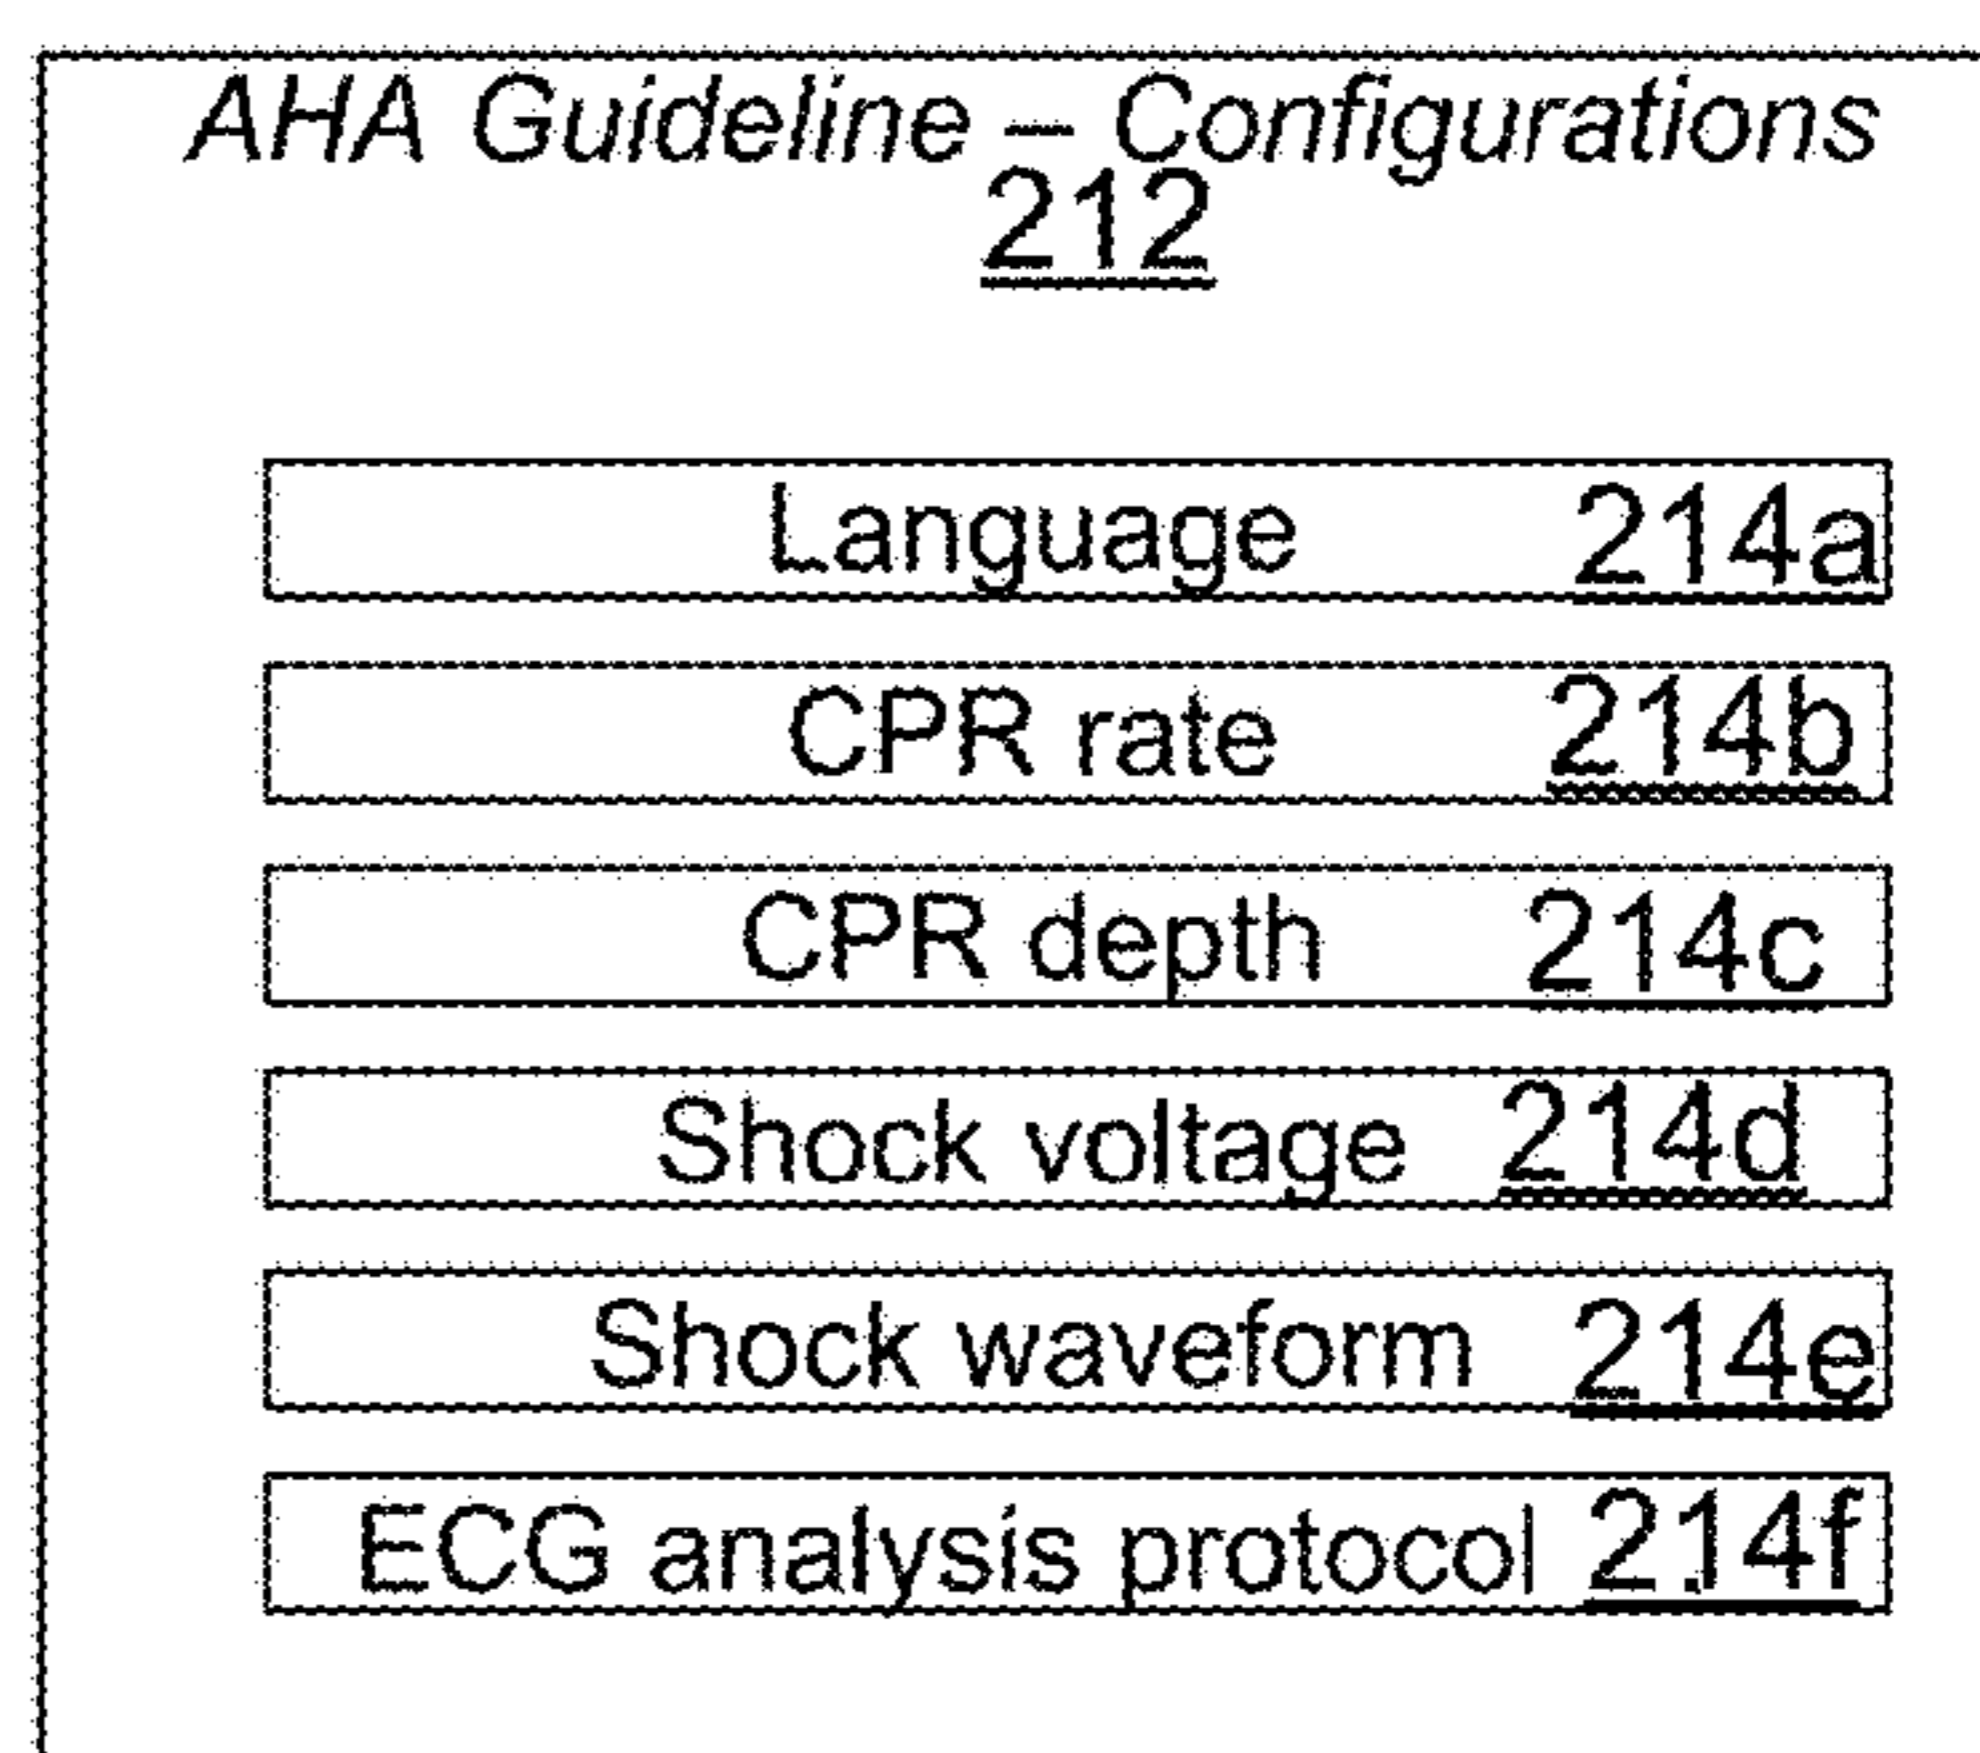 AHA Guideline – Configurations
212
Language 214a
CPR rate 214b
CPR depth 214c
Shock voltage 214d
Shock waveform 214e
ECG analysis protocol 214f